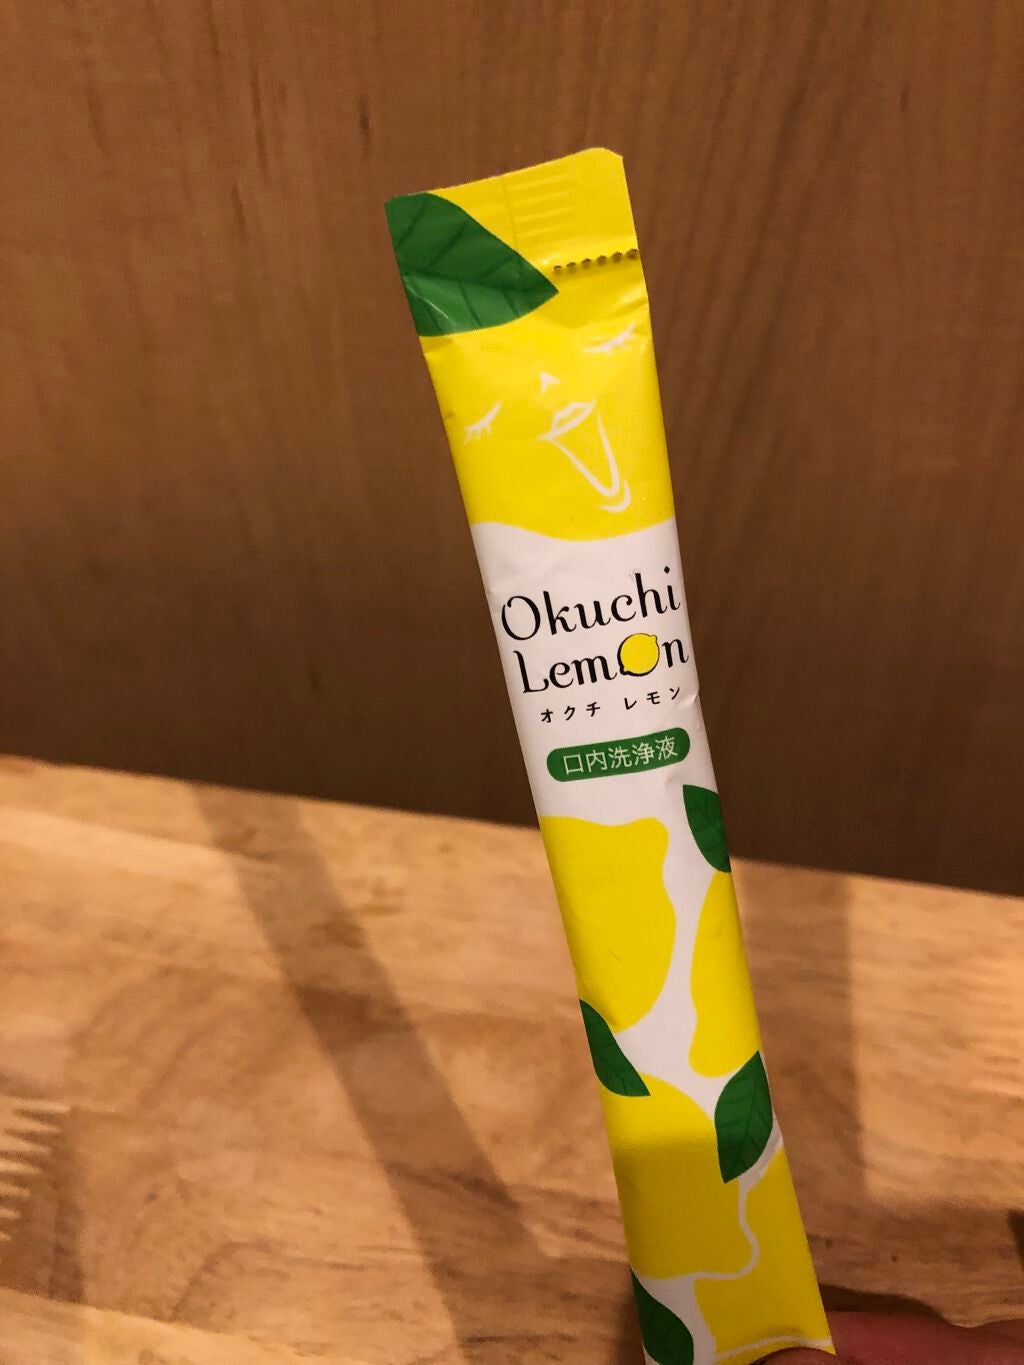 Okuchi
Lemon
オクチ レモン
口内洗浄液